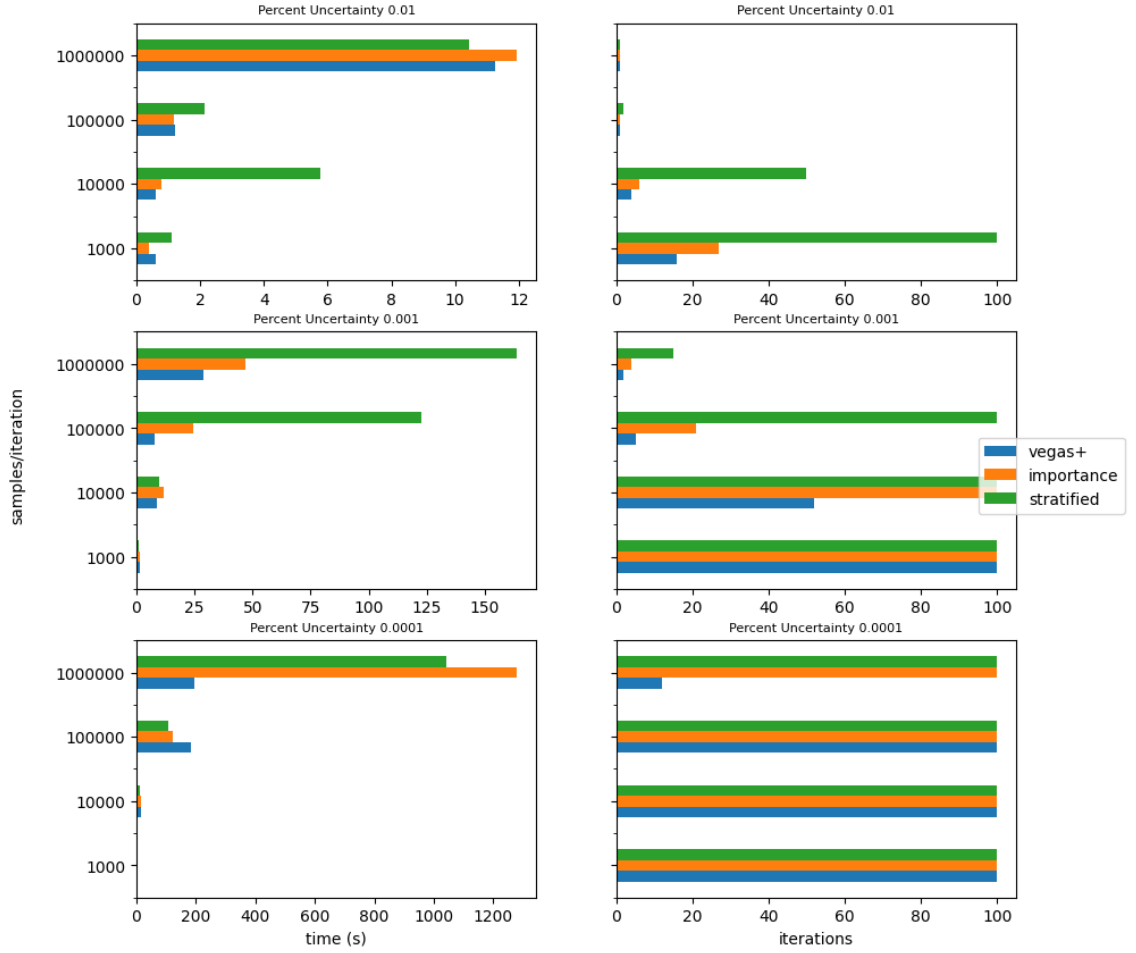 Percent Uncertainty 0.01
1000000
100000
10000
1000
0 2 4 6 8 10 12
Percent Uncertainty 0.01
0 20 40 60 80 100
samples/iteration
Percent Uncertainty 0.001
1000000
100000
10000
1000
0 25 50 75 100 125 150
Percent Uncertainty 0.001
0 20 40 60 80 100
vegas+
importance
stratified
Percent Uncertainty 0.0001
1000000
100000
10000
1000
0 200 400 600 800 1000 1200
time (s)
Percent Uncertainty 0.0001
0 20 40 60 80 100
iterations